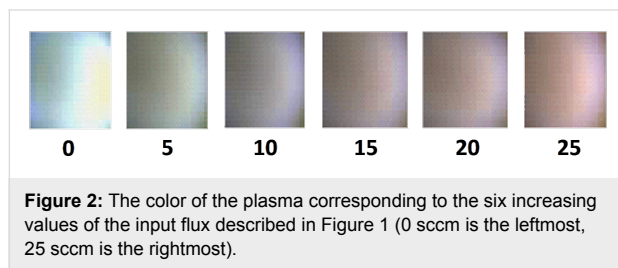 0 5 10 15 20 25
Figure 2: The color of the plasma corresponding to the six increasing
values of the input flux described in Figure 1 (0 sccm is the leftmost,
25 sccm is the rightmost).